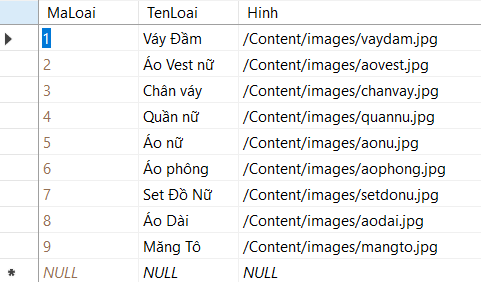 MaLoai TenLoai Hinh
1 Váy Đầm /Content/images/vaydam.jpg
2 Áo Vest nữ /Content/images/aovest.jpg
3 Chân váy /Content/images/chanvay.jpg
4 Quần nữ /Content/images/quannu.jpg
5 Áo nữ /Content/images/aonu.jpg
6 Áo phông /Content/images/aophong.jpg
7 Set Đồ Nữ /Content/images/setdonu.jpg
8 Áo Dài /Content/images/aodai.jpg
9 Măng Tô /Content/images/mangto.jpg
* NULL NULL NULL